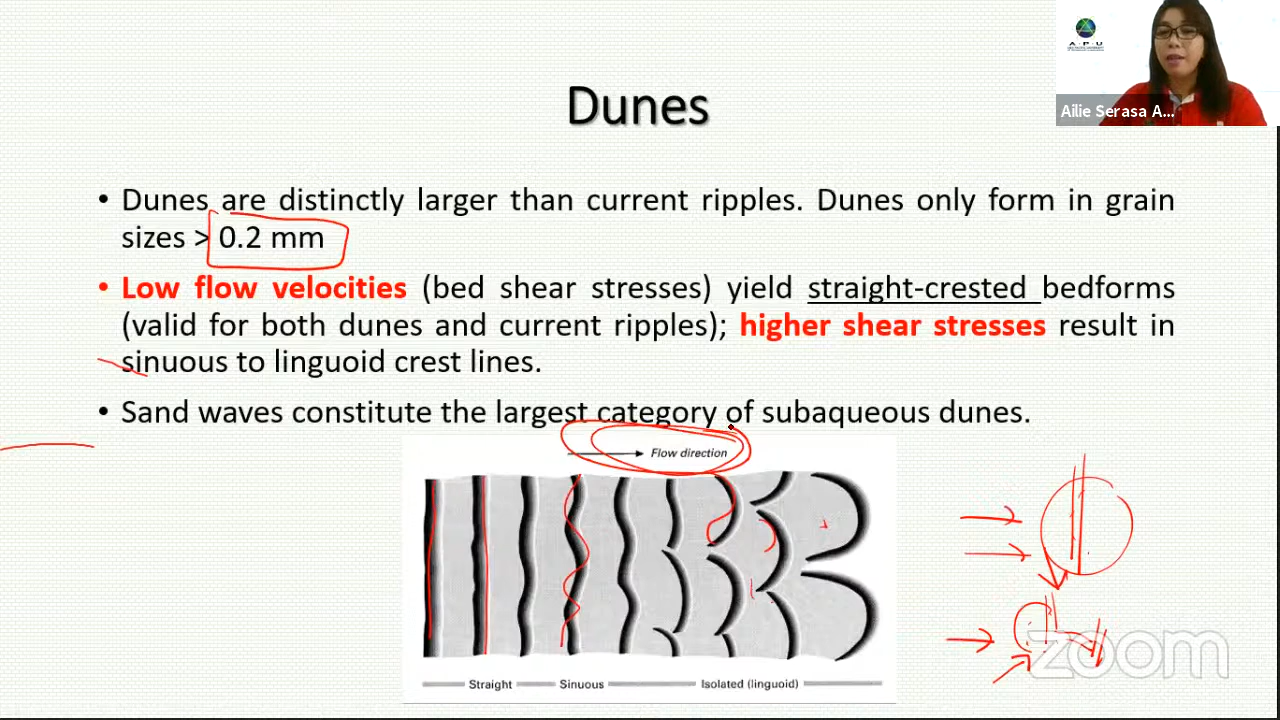 A · P · U
Ailie Serasa A...
Dunes
• Dunes are distinctly larger than current ripples. Dunes only form in grain
sizes > 0.2 mm
• Low flow velocities (bed shear stresses) yield straight-crested bedforms
(valid for both dunes and current ripples); higher shear stresses result in
sinuous to linguoid crest lines.
• Sand waves constitute the largest category of subaqueous dunes.
Flow direction
Straight
Sinuous
Isolated (linguoid)
zoom